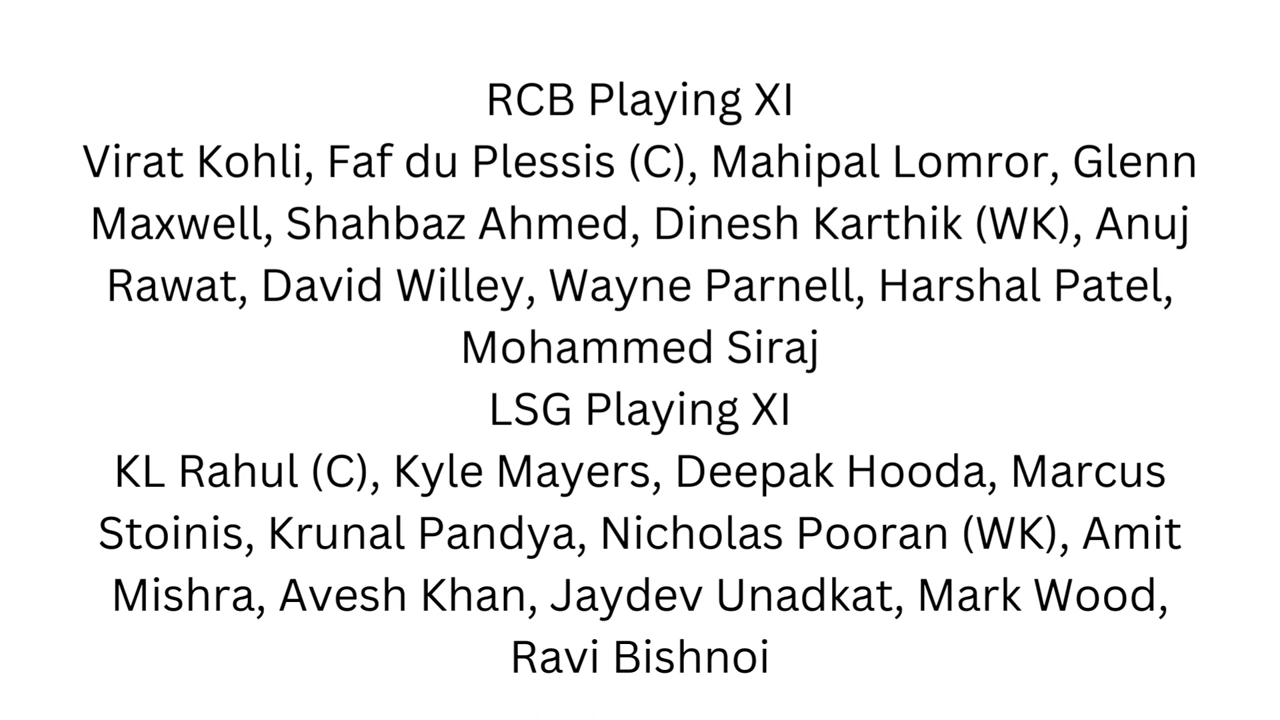 RCB Playing XI
Virat Kohli, Faf du Plessis (C), Mahipal Lomror, Glenn
Maxwell, Shahbaz Ahmed, Dinesh Karthik (WK), Anuj
Rawat, David Willey, Wayne Parnell, Harshal Patel,
Mohammed Siraj
LSG Playing XI
KL Rahul (C), Kyle Mayers, Deepak Hooda, Marcus
Stoinis, Krunal Pandya, Nicholas Pooran (WK), Amit
Mishra, Avesh Khan, Jaydev Unadkat, Mark Wood,
Ravi Bishnoi